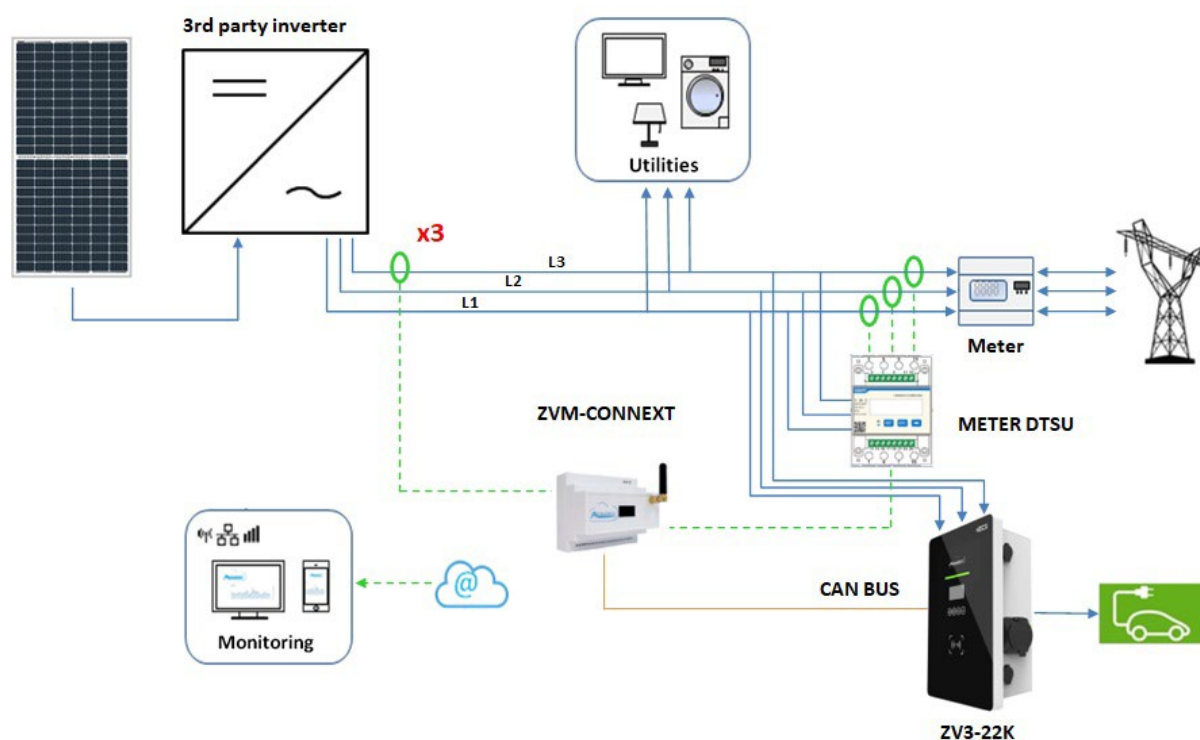 3rd party inverter
Utilities
x3
L3
L2
L1
Meter
ZVM-CONNEXT
METER DTSU
@
CAN BUS
Monitoring
ZV3-22K